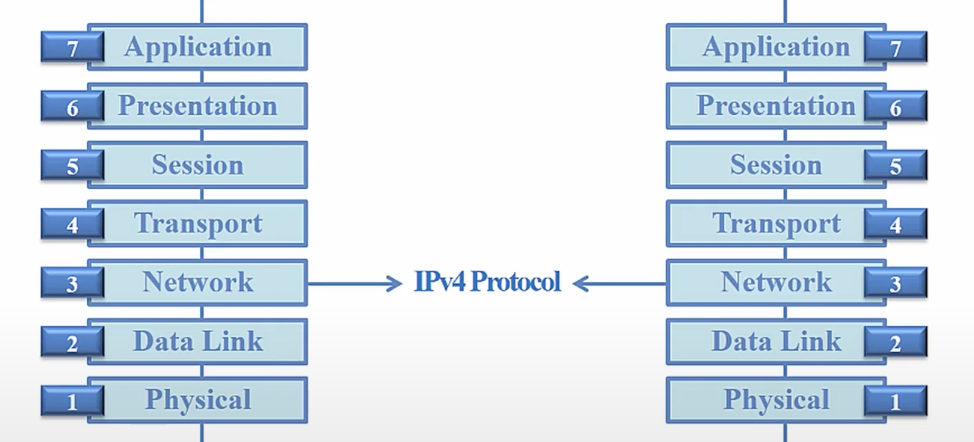 7 Application Application 7
6 Presentation Presentation 6
5 Session Session 5
4 Transport Transport 4
3 Network IPv4 Protocol Network 3
2 Data Link Data Link 2
1 Physical Physical 1